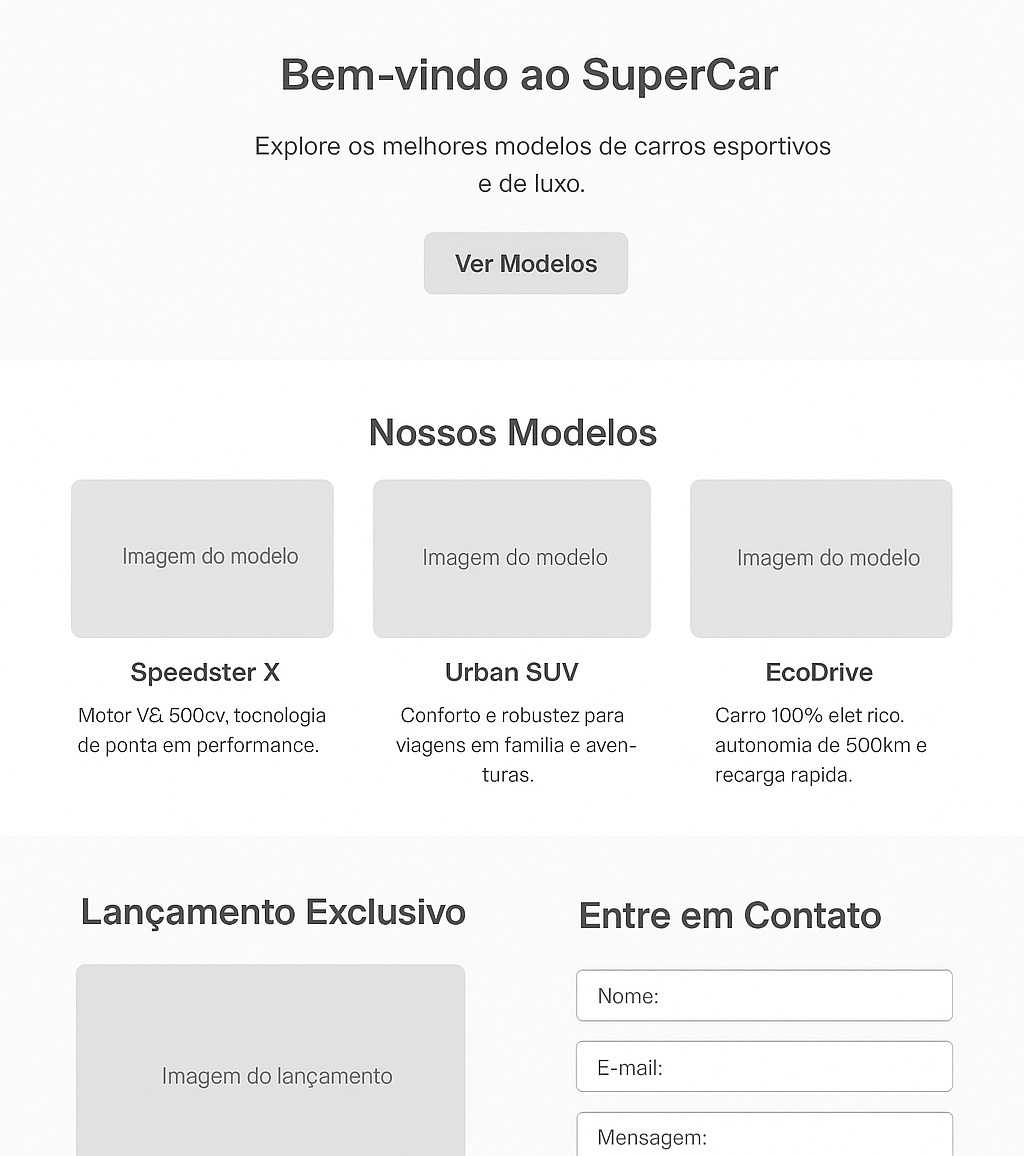 Bem-vindo ao SuperCar
Explore os melhores modelos de carros esportivos
e de luxo.
Ver Modelos
Nossos Modelos
Imagem do modelo
Imagem do modelo
Imagem do modelo
Speedster X
Motor V& 500cv, tocnologia
de ponta em performance.
Urban SUV
Conforto e robustez para
viagens em familia e aven-
turas.
EcoDrive
Carro 100% elet rico.
autonomia de 500km e
recarga rapida.
Lançamento Exclusivo
Imagem do lançamento
Entre em Contato
Nome:
E-mail:
Mensagem: